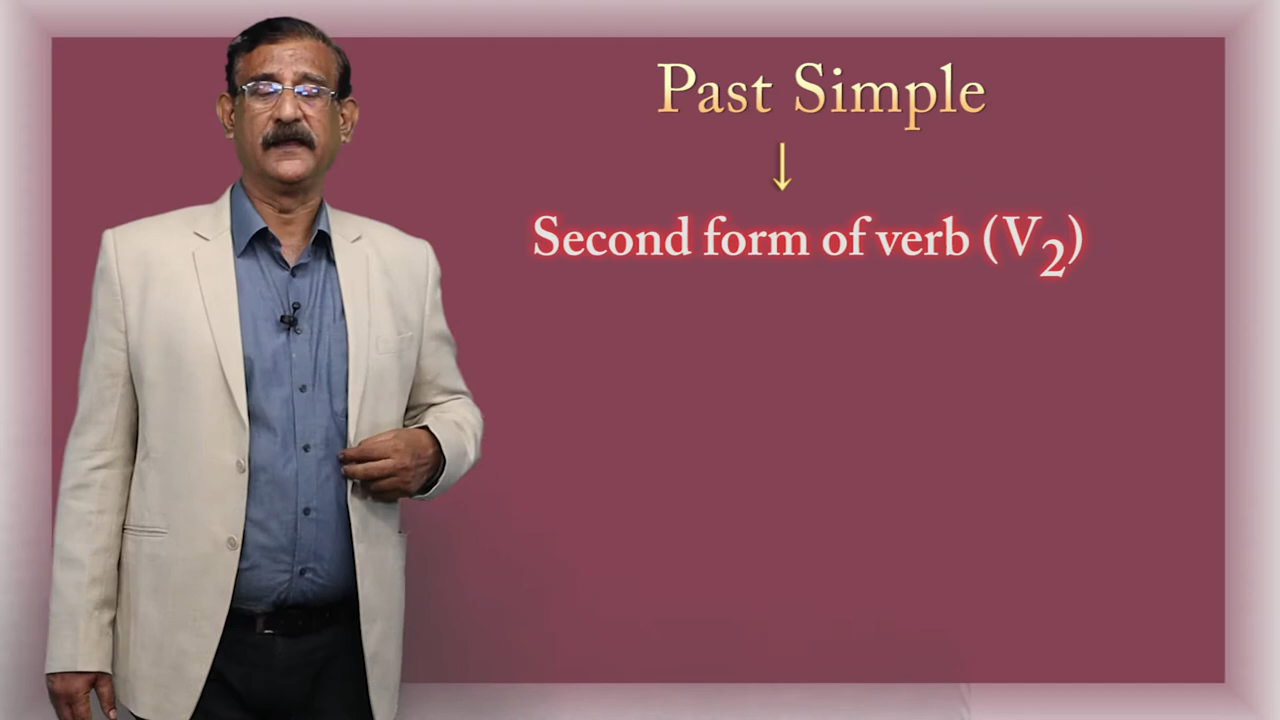 Past Simple
↓
Second form of verb (V₂)